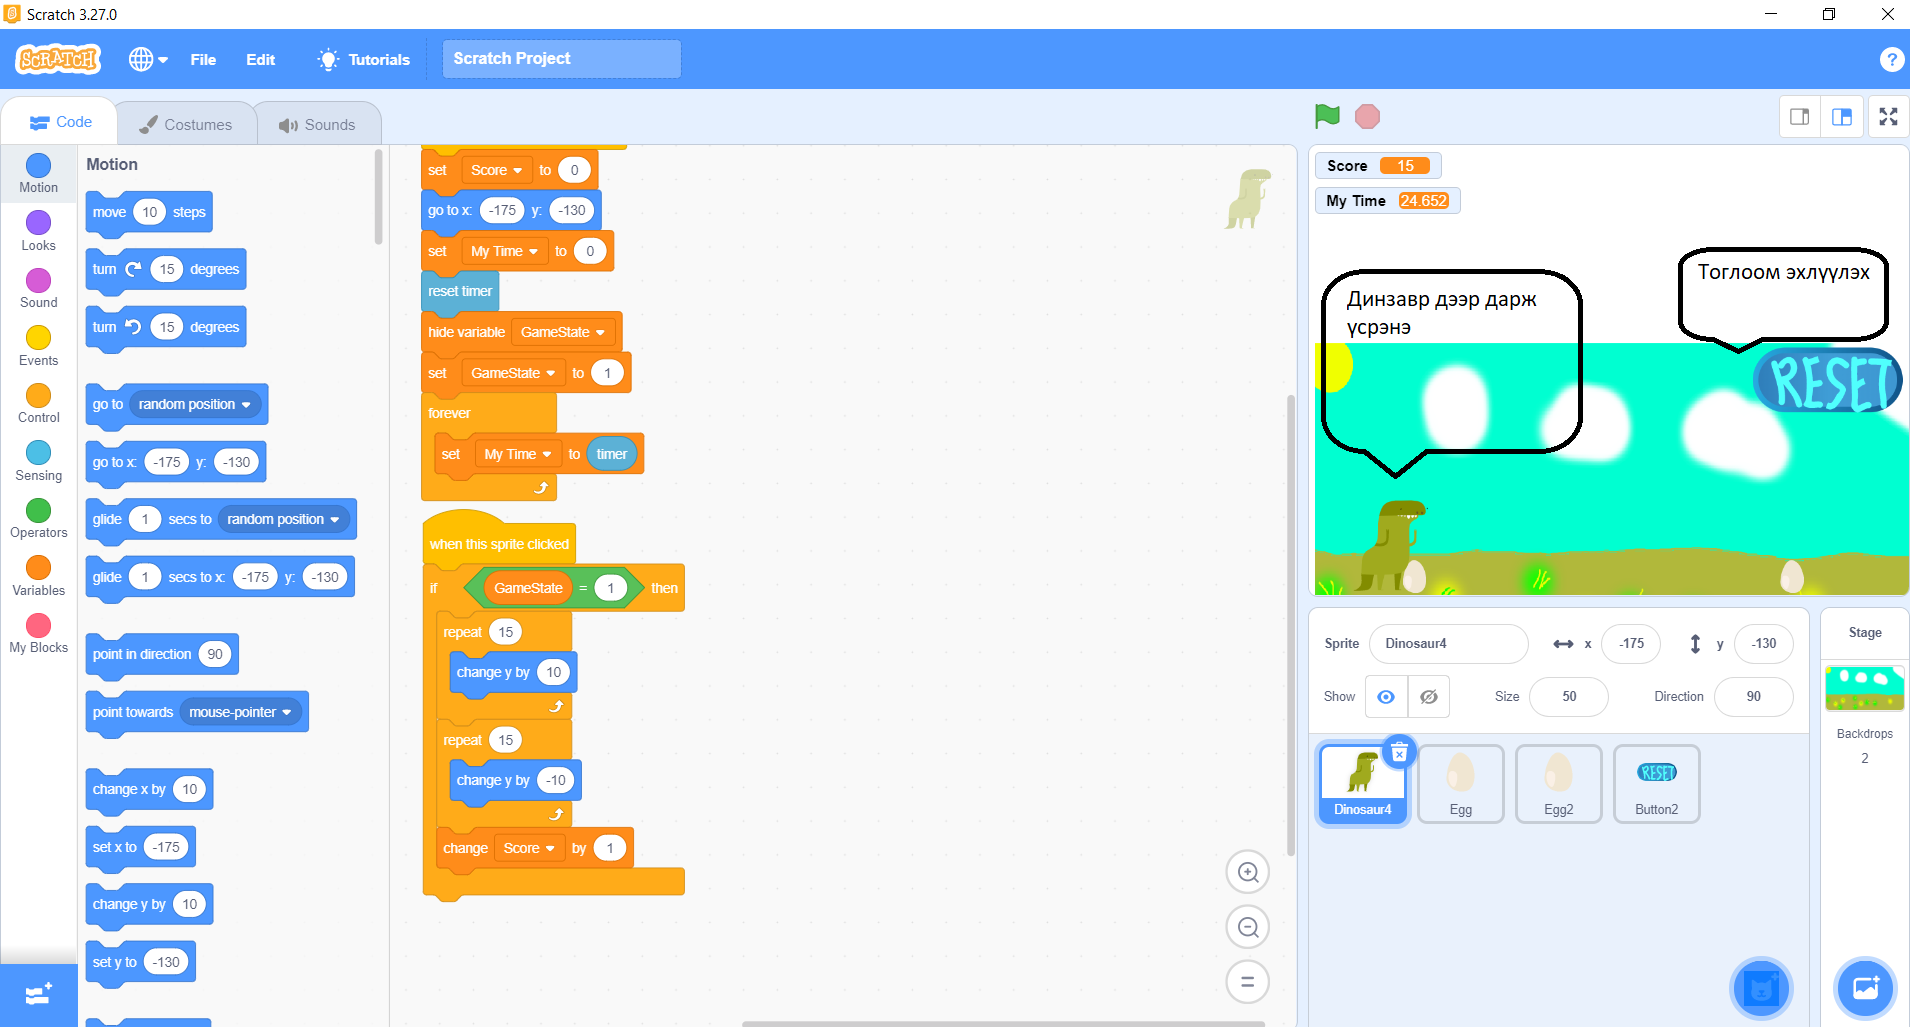 Scratch 3.27.0
SCRATCH File Edit Tutorials Scratch Project ?
Code Costumes Sounds
Motion
Looks
Sound
Events
Control
Sensing
Operators
Variables
My Blocks
Motion
move 10 steps
turn 15 degrees
turn 15 degrees
go to random position
go to x: -175 y: -130
glide 1 secs to random position
glide 1 secs to x: -175 y: -130
point in direction 90
point towards mouse-pointer
change x by 10
set x to -175
change y by 10
set y to -130
set Score to 0
go to x: -175 y: -130
set My Time to 0
reset timer
hide variable GameState
set GameState to 1
forever
set My Time to timer
when this sprite clicked
if GameState = 1 then
repeat 15
change y by 10
repeat 15
change y by -10
change Score by 1
Score 15
My Time 24.652
Динзавр дээр дарж
үсрэнэ
Тоглоом эхлүүлэх
RESET
Sprite Dinosaur4 x -175 y -130
Show Size 50 Direction 90
Dinosaur4 Egg Egg2 RESET Button2
Stage
Backdrops
2